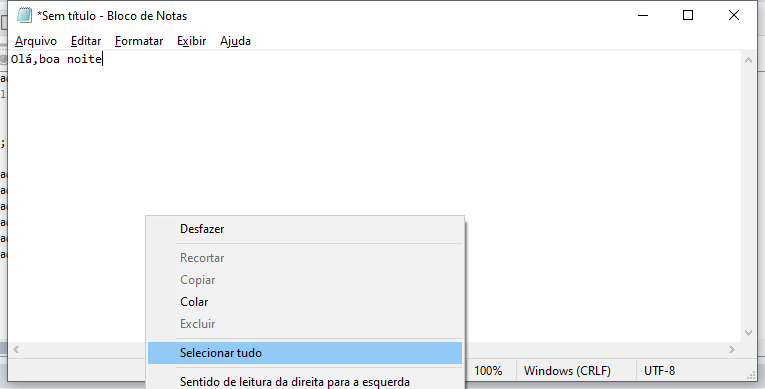 *Sem título - Bloco de Notas
Arquivo Editar Formatar Exibir Ajuda
Olá,boa noite
Desfazer
Recortar
Copiar
Colar
Excluir
Selecionar tudo
Sentido de leitura da direita para a esquerda
100% Windows (CRLF) UTF-8